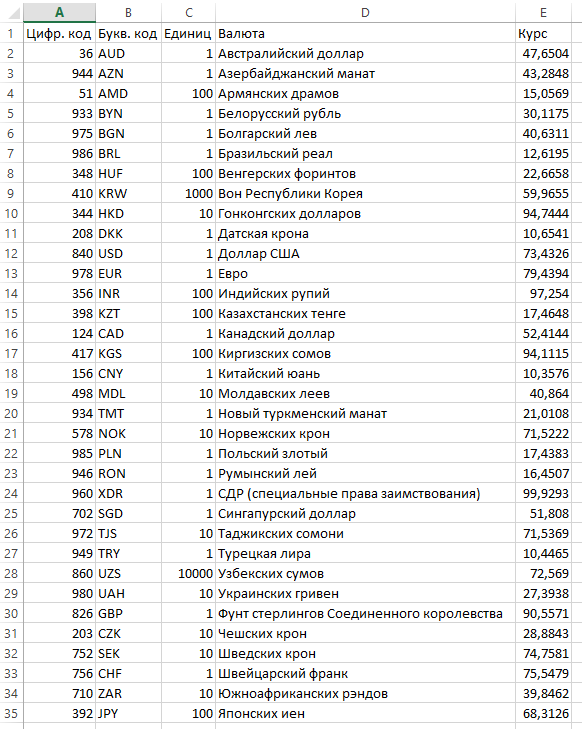 A B C D E
1 Цифр. код Букв. код Единиц Валюта Курс
2 36 AUD 1 Австралийский доллар 47,6504
3 944 AZN 1 Азербайджанский манат 43,2848
4 51 AMD 100 Армянских драмов 15,0569
5 933 BYN 1 Белорусский рубль 30,1175
6 975 BGN 1 Болгарский лев 40,6311
7 986 BRL 1 Бразильский реал 12,6195
8 348 HUF 100 Венгерских форинтов 22,6658
9 410 KRW 1000 Вон Республики Корея 59,9655
10 344 HKD 10 Гонконгских долларов 94,7444
11 208 DKK 1 Датская крона 10,6541
12 840 USD 1 Доллар США 73,4326
13 978 EUR 1 Евро 79,4394
14 356 INR 100 Индийских рупий 97,254
15 398 KZT 100 Казахстанских тенге 17,4648
16 124 CAD 1 Канадский доллар 52,4144
17 417 KGS 100 Киргизских сомов 94,1115
18 156 CNY 1 Китайский юань 10,3576
19 498 MDL 10 Молдавских леев 40,864
20 934 TMT 1 Новый туркменский манат 21,0108
21 578 NOK 10 Норвежских крон 71,5222
22 985 PLN 1 Польский злотый 17,4383
23 946 RON 1 Румынский лей 16,4507
24 960 XDR 1 СДР (специальные права заимствования) 99,9293
25 702 SGD 1 Сингапурский доллар 51,808
26 972 TJS 10 Таджикских сомони 71,5369
27 949 TRY 1 Турецкая лира 10,4465
28 860 UZS 10000 Узбекских сумов 72,569
29 980 UAH 10 Украинских гривен 27,3938
30 826 GBP 1 Фунт стерлингов Соединенного королевства 90,5571
31 203 CZK 10 Чешских крон 28,8843
32 752 SEK 10 Шведских крон 74,7581
33 756 CHF 1 Швейцарский франк 75,5479
34 710 ZAR 10 Южноафриканских рэндов 39,8462
35 392 JPY 100 Японских иен 68,3126